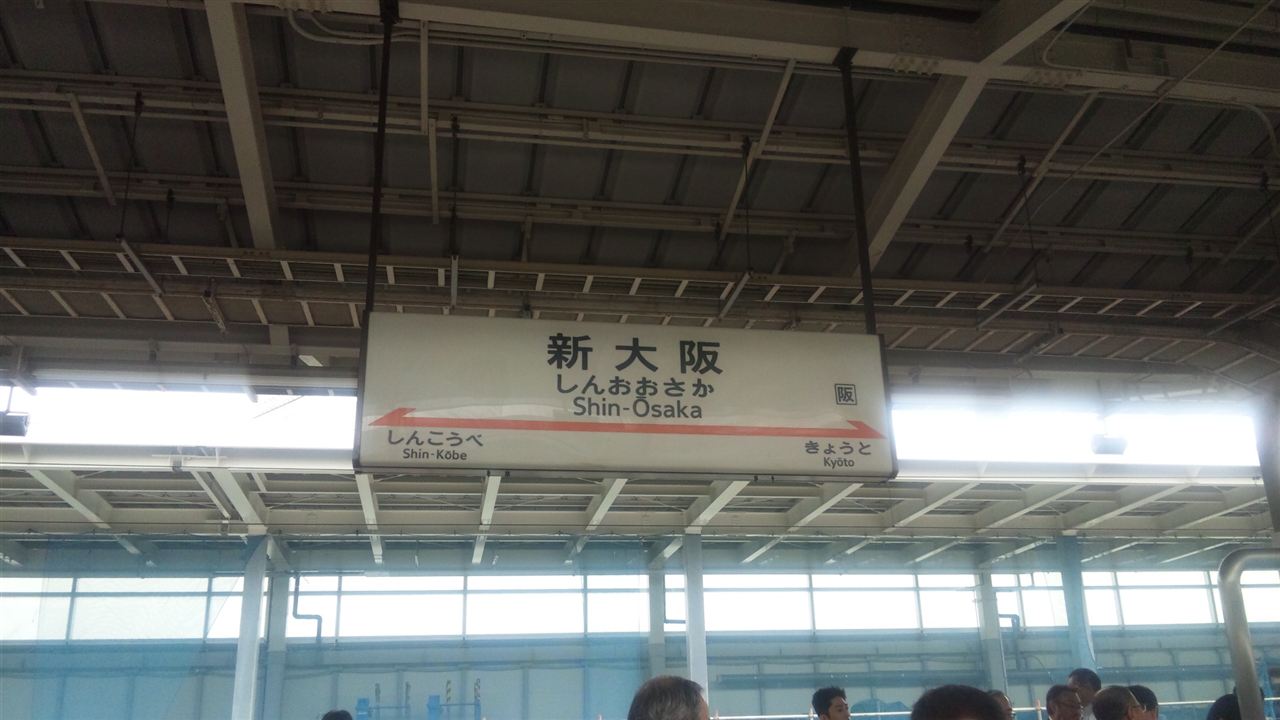 新大阪
しんおおさか
Shin-Ōsaka
阪
しんこうべ
Shin-Kōbe
きょうと
Kyōto